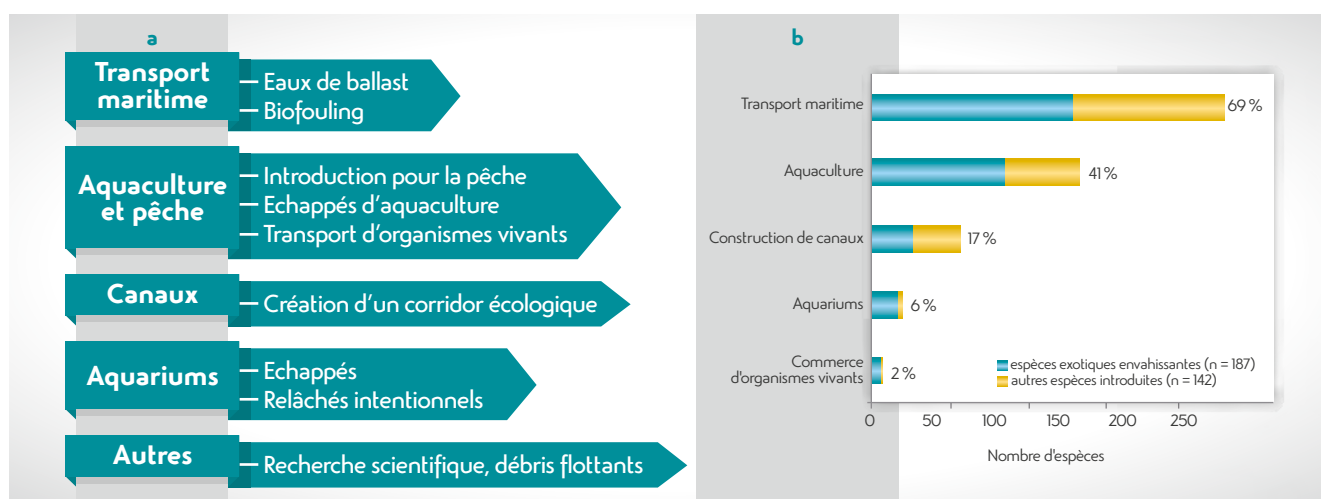 a
Transport
maritime
– Eaux de ballast
– Biofouling
Aquaculture
et pêche
– Introduction pour la pêche
– Echappés d'aquaculture
– Transport d'organismes vivants
Canaux
– Création d'un corridor écologique
Aquariums
– Echappés
– Relâchés intentionnels
Autres
– Recherche scientifique, débris flottants
b
Transport maritime
69 %
Aquaculture
41 %
Construction de canaux
17 %
Aquariums
6 %
Commerce
d'organismes vivants
2 %
espèces exotiques envahissantes (n = 187)
autres espèces introduites (n = 142)
0 50 100 150 200 250
Nombre d'espèces